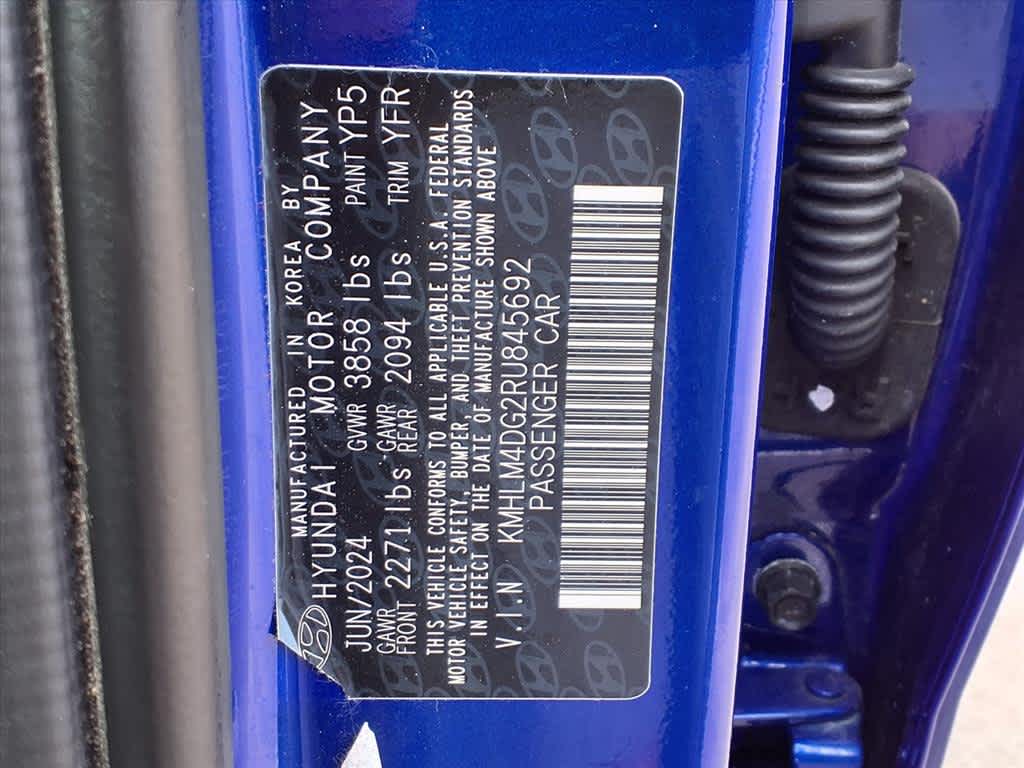 MANUFACTURED IN KOREA BY
HYUNDAI MOTOR COMPANY
JUN/2024 GVWR 3858 lbs PAINT YP5
GAWR FRONT 2271 lbs GAWR REAR 2094 lbs TRIM YFR
THIS VEHICLE CONFORMS TO ALL APPLICABLE U.S.A. FEDERAL
MOTOR VEHICLE SAFETY, BUMPER, AND THEFT PREVENTION STANDARDS
IN EFFECT ON THE DATE OF MANUFACTURE SHOWN ABOVE
V.I.N KMHLM4DG2RU845692
PASSENGER CAR